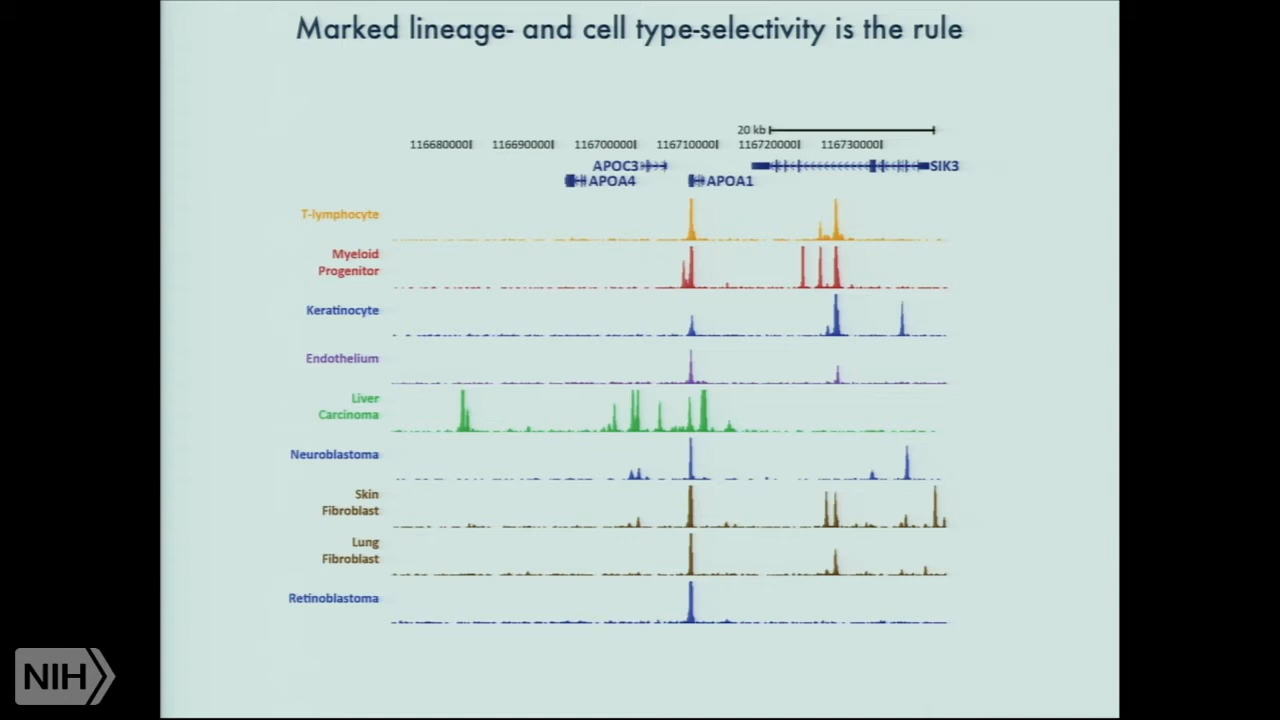 Marked lineage- and cell type-selectivity is the rule
20 kb
116680000 116690000 116700000 116710000 116720000 116730000
APOC3 SIK3
APOA4 APOA1
T-lymphocyte
Myeloid
Progenitor
Keratinocyte
Endothelium
Liver
Carcinoma
Neuroblastoma
Skin
Fibroblast
Lung
Fibroblast
Retinoblastoma
NIH